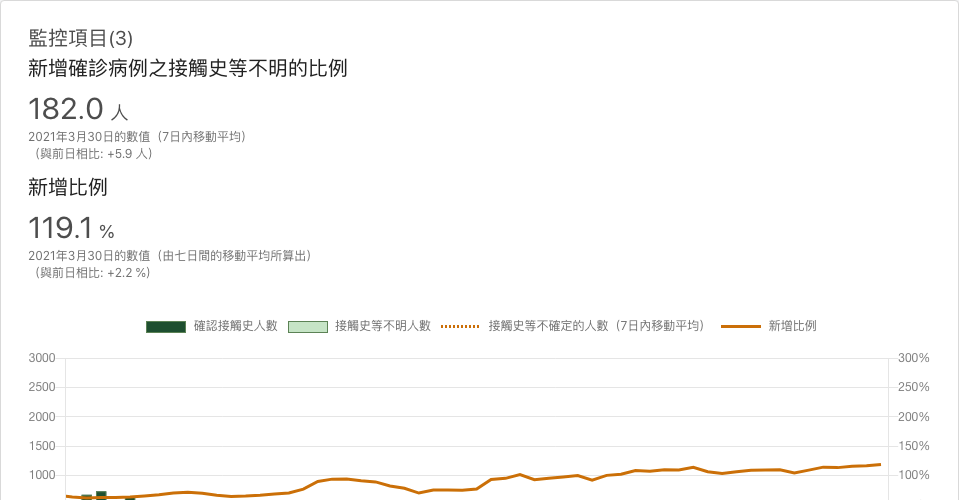 監控項目(3)
新增確診病例之接觸史等不明的比例
182.0 人
2021年3月30日的數值（7日內移動平均）
（與前日相比: +5.9 人）
新增比例
119.1 %
2021年3月30日的數值（由七日間的移動平均所算出）
（與前日相比: +2.2 %）
確認接觸史人數 接觸史等不明人數 接觸史等不確定的人數（7日內移動平均） 新增比例
3000 300%
2500 250%
2000 200%
1500 150%
1000 100%